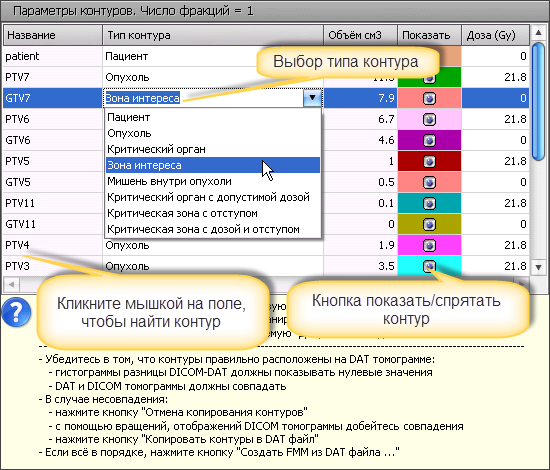 Параметры контуров. Число фракций = 1
Название Тип контура Объём см3 Показать Доза (Gy)
patient Пациент 0
PTV7 Опухоль 21.8
Выбор типа контура
GTV7 Зона интереса 7.9 0
PTV6 6.7 21.8
GTV6 4.6 21.8
PTV5 1 21.8
GTV5 0.5 21.8
PTV11 0.1 21.8
GTV11 0 0
PTV4 Опухоль 1.9 21.8
PTV3 Опухоль 3.5 21.8
Пациент
Опухоль
Критический орган
Зона интереса
Мишень внутри опухоли
Критический орган с допустимой дозой
Критическая зона с отступом
Критическая зона с дозой и отступом
Кликните мышкой на поле,
чтобы найти контур
Кнопка показать/спрятать
контур
- Убедитесь в том, что контуры правильно расположены на DAT томограмме:
- гистограммы разницы DICOM-DAT должны показывать нулевые значения
- DAT и DICOM томограммы должны совпадать
- В случае несовпадения:
- нажмите кнопку "Отмена копирования контуров"
- с помощью вращений, отображений DICOM томограммы добейтесь совпадения
- нажмите кнопку "Копировать контуры в DAT файл"
- Если всё в порядке, нажмите кнопку "Создать FMM из DAT файла ..."